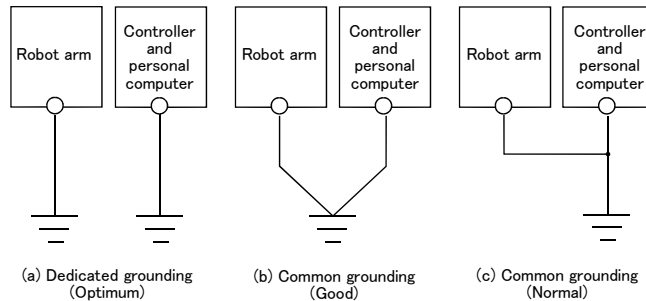 Robot arm
Controller
and
personal
computer
Robot arm
Controller
and
personal
computer
Robot arm
Controller
and
personal
computer
(a) Dedicated grounding
(Optimum)
(b) Common grounding
(Good)
(c) Common grounding
(Normal)